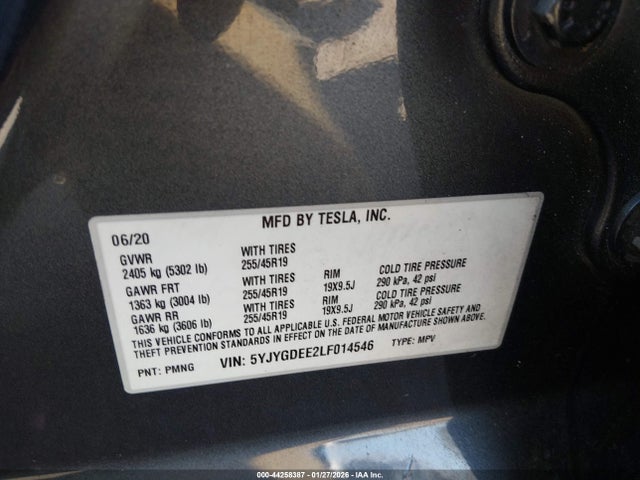 MFD BY TESLA, INC.
06/20
GVWR WITH TIRES
2405 kg (5302 lb) 255/45R19
GAWR FRT WITH TIRES RIM COLD TIRE PRESSURE
1363 kg (3004 lb) 255/45R19 19X9.5J 290 kPa, 42 psi
GAWR RR WITH TIRES RIM COLD TIRE PRESSURE
1636 kg (3606 lb) 255/45R19 19X9.5J 290 kPa, 42 psi
THIS VEHICLE CONFORMS TO ALL APPLICABLE U.S. FEDERAL MOTOR VEHICLE SAFETY AND
THEFT PREVENTION STANDARDS IN EFFECT ON THE DATE OF MANUFACTURE SHOWN ABOVE.
PNT: PMNG VIN: 5YJYGDEE2LF014546 TYPE: MPV
000-44258387 | 01/27/2026 | IAA Inc.